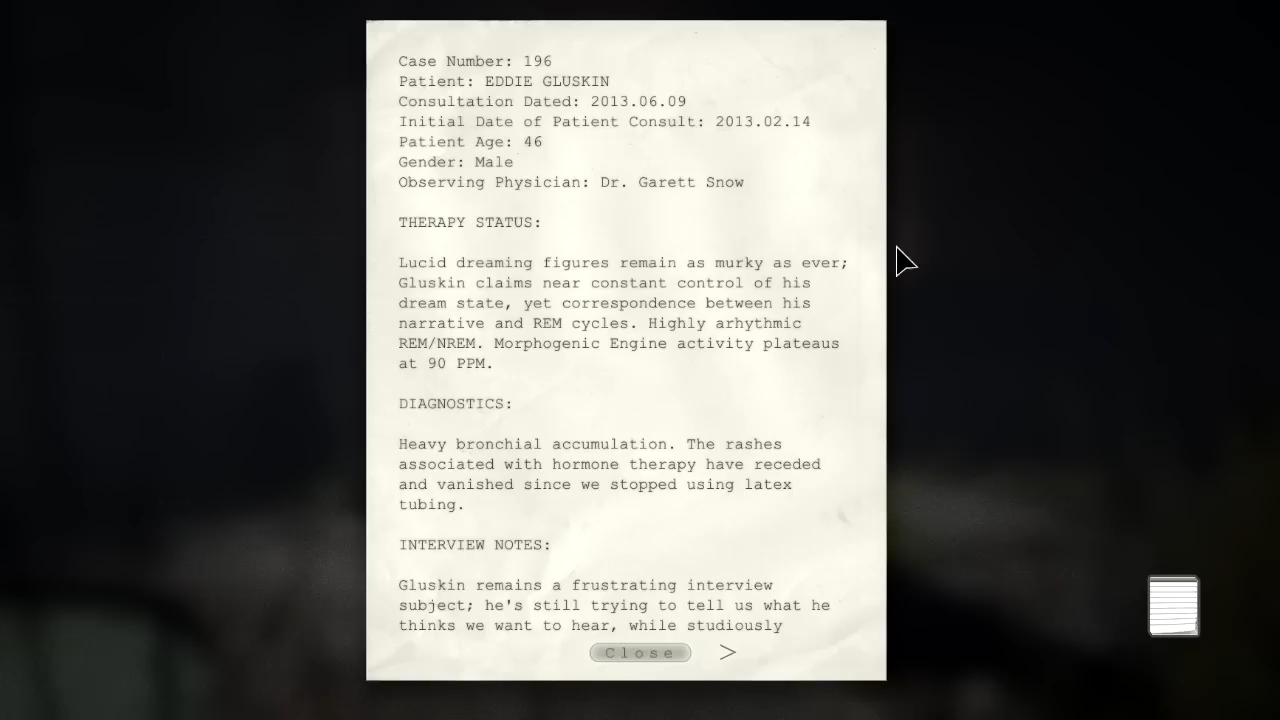 Case Number: 196
Patient: EDDIE GLUSKIN
Consultation Dated: 2013.06.09
Initial Date of Patient Consult: 2013.02.14
Patient Age: 46
Gender: Male
Observing Physician: Dr. Garett Snow
THERAPY STATUS:
Lucid dreaming figures remain as murky as ever;
Gluskin claims near constant control of his
dream state, yet correspondence between his
narrative and REM cycles. Highly arhythmic
REM/NREM. Morphogenic Engine activity plateaus
at 90 PPM.
DIAGNOSTICS:
Heavy bronchial accumulation. The rashes
associated with hormone therapy have receded
and vanished since we stopped using latex
tubing.
INTERVIEW NOTES:
Gluskin remains a frustrating interview
subject; he's still trying to tell us what he
thinks we want to hear, while studiously
Close >